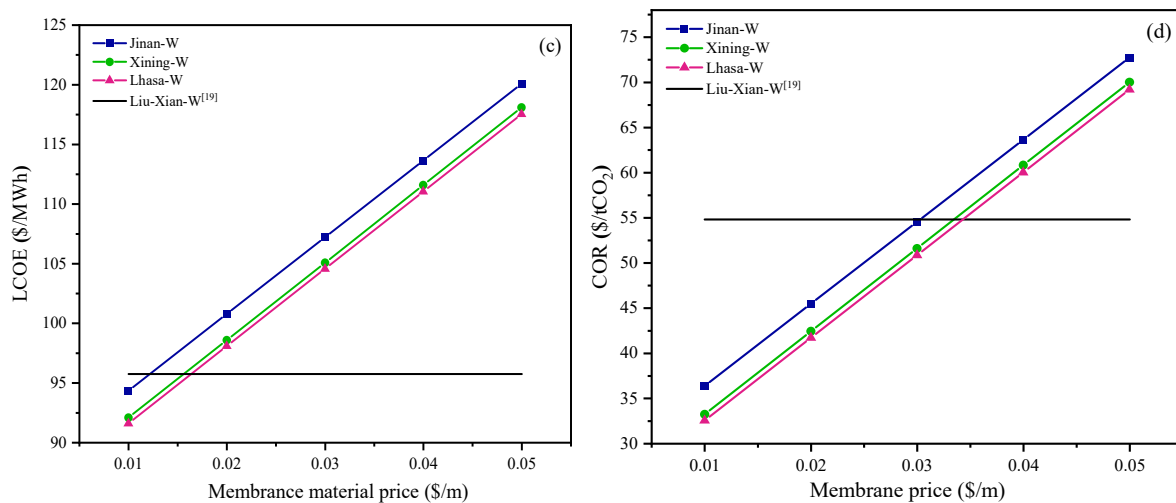 (c)
Jinan-W
Xining-W
Lhasa-W
Liu-Xian-W[19]
125
120
115
110
105
100
95
90
LCOE ($/MWh)
0.01 0.02 0.03 0.04 0.05
Membrance material price ($/m)
(d)
Jinan-W
Xining-W
Lhasa-W
Liu-Xian-W[19]
75
70
65
60
55
50
45
40
35
30
COR ($/tCO2)
0.01 0.02 0.03 0.04 0.05
Membrane price ($/m)